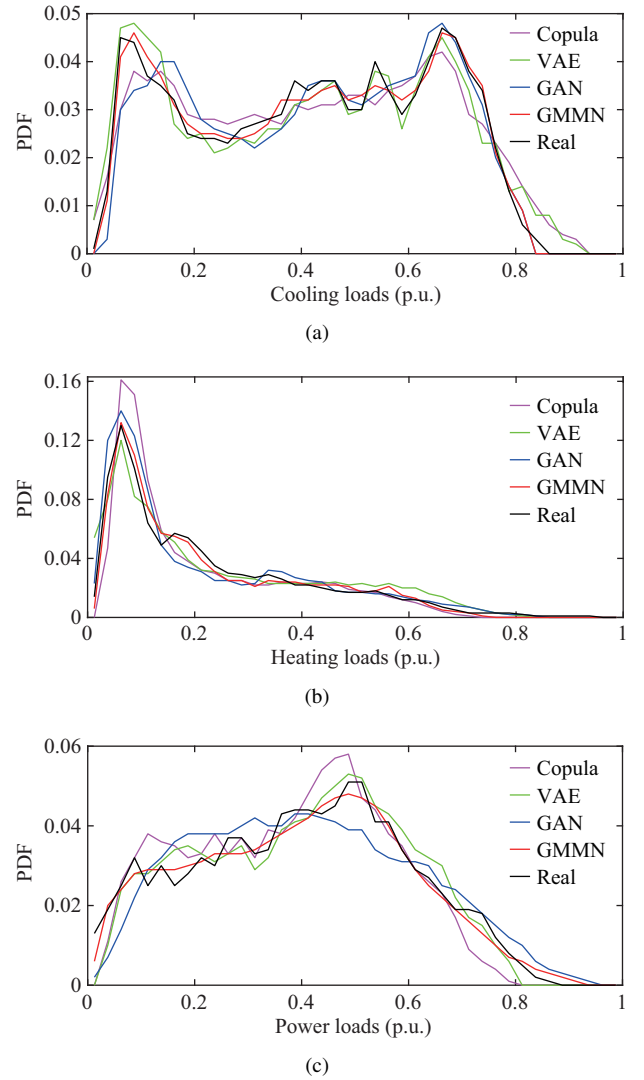 0.05
0.04
0.03
0.02
0.01
0
PDF
Copula
VAE
GAN
GMMN
Real
0 0.2 0.4 0.6 0.8 1
Cooling loads (p.u.)
(a)
0.16
0.12
0.08
0.04
0
PDF
Copula
VAE
GAN
GMMN
Real
0 0.2 0.4 0.6 0.8 1
Heating loads (p.u.)
(b)
0.06
0.04
0.02
0
PDF
Copula
VAE
GAN
GMMN
Real
0 0.2 0.4 0.6 0.8 1
Power loads (p.u.)
(c)